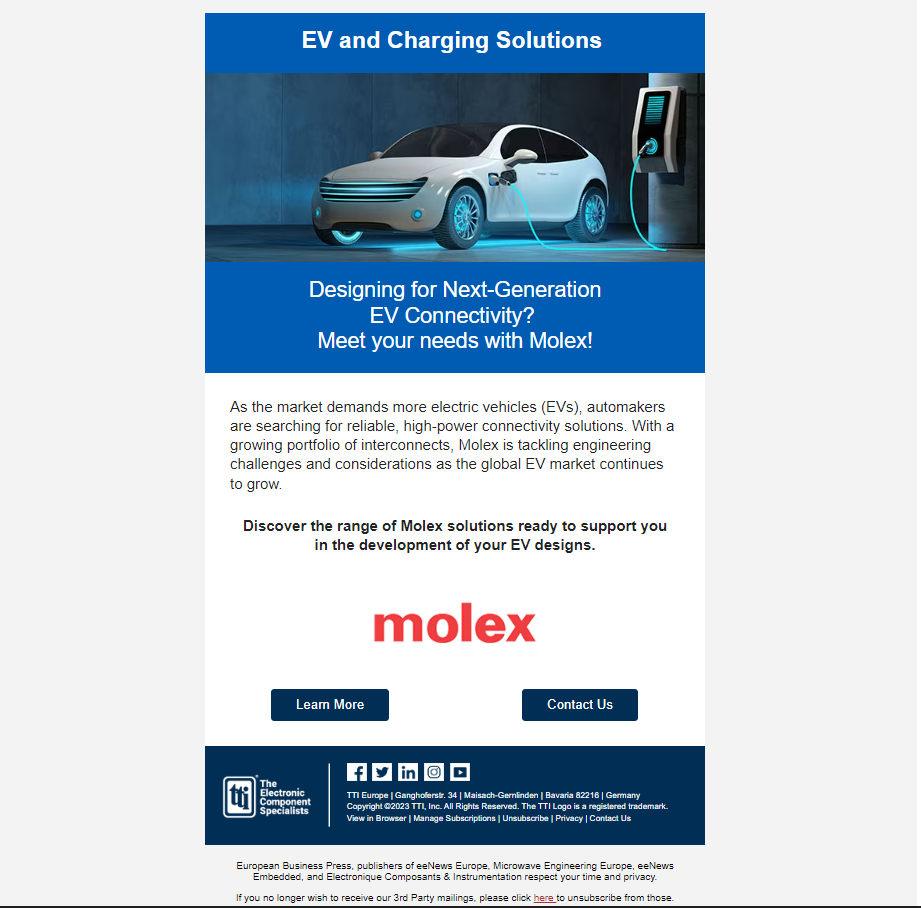 EV and Charging Solutions
Designing for Next-Generation
EV Connectivity?
Meet your needs with Molex!
As the market demands more electric vehicles (EVs), automakers
are searching for reliable, high-power connectivity solutions. With a
growing portfolio of interconnects, Molex is tackling engineering
challenges and considerations as the global EV market continues
to grow.
Discover the range of Molex solutions ready to support you
in the development of your EV designs.
molex
Learn More
Contact Us
tti
The
Electronic
Component
Specialists
TTI Europe | Ganghoferstr. 34 | Maisach-Gernlinden | Bavaria 82216 | Germany
Copyright ©2023 TTI, Inc. All Rights Reserved. The TTI Logo is a registered trademark.
View in Browser | Manage Subscriptions | Unsubscribe | Privacy | Contact Us
European Business Press, publishers of eeNews Europe, Microwave Engineering Europe, eeNews
Embedded, and Electronique Composants & Instrumentation respect your time and privacy.
If you no longer wish to receive our 3rd Party mailings, please click here to unsubscribe from those.